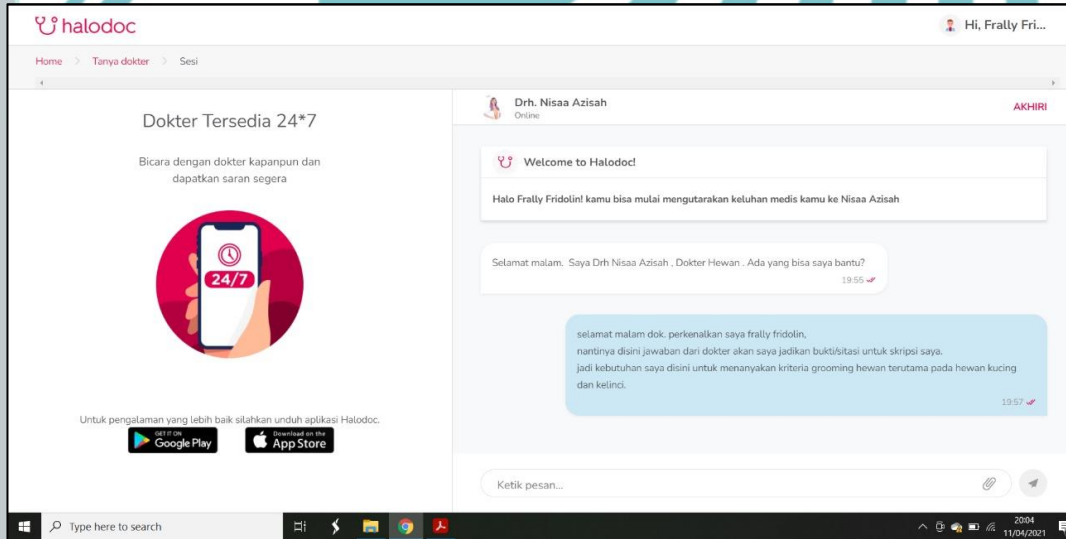 halodoc
Hi, Frally Fri...
Home > Tanya dokter > Sesi
Dokter Tersedia 24*7
Bicara dengan dokter kapanpun dan
dapatkan saran segera
24/7
Untuk pengalaman yang lebih baik silahkan unduh aplikasi Halodoc.
GET IT ON
Google Play
Download on the
App Store
Drh. Nisaa Azisah
Online
AKHIRI
Welcome to Halodoc!
Halo Frally Fridolin! kamu bisa mulai mengutarakan keluhan medis kamu ke Nisaa Azisah
Selamat malam. Saya Drh Nisaa Azisah , Dokter Hewan . Ada yang bisa saya bantu?
19:55
selamat malam dok. perkenalkan saya frally fridolin,
nantinya disini jawaban dari dokter akan saya jadikan bukti/sitasi untuk skripsi saya.
jadi kebutuhan saya disini untuk menanyakan kriteria grooming hewan terutama pada hewan kucing
dan kelinci.
19:57
Ketik pesan...
Type here to search
20:04
11/04/2021